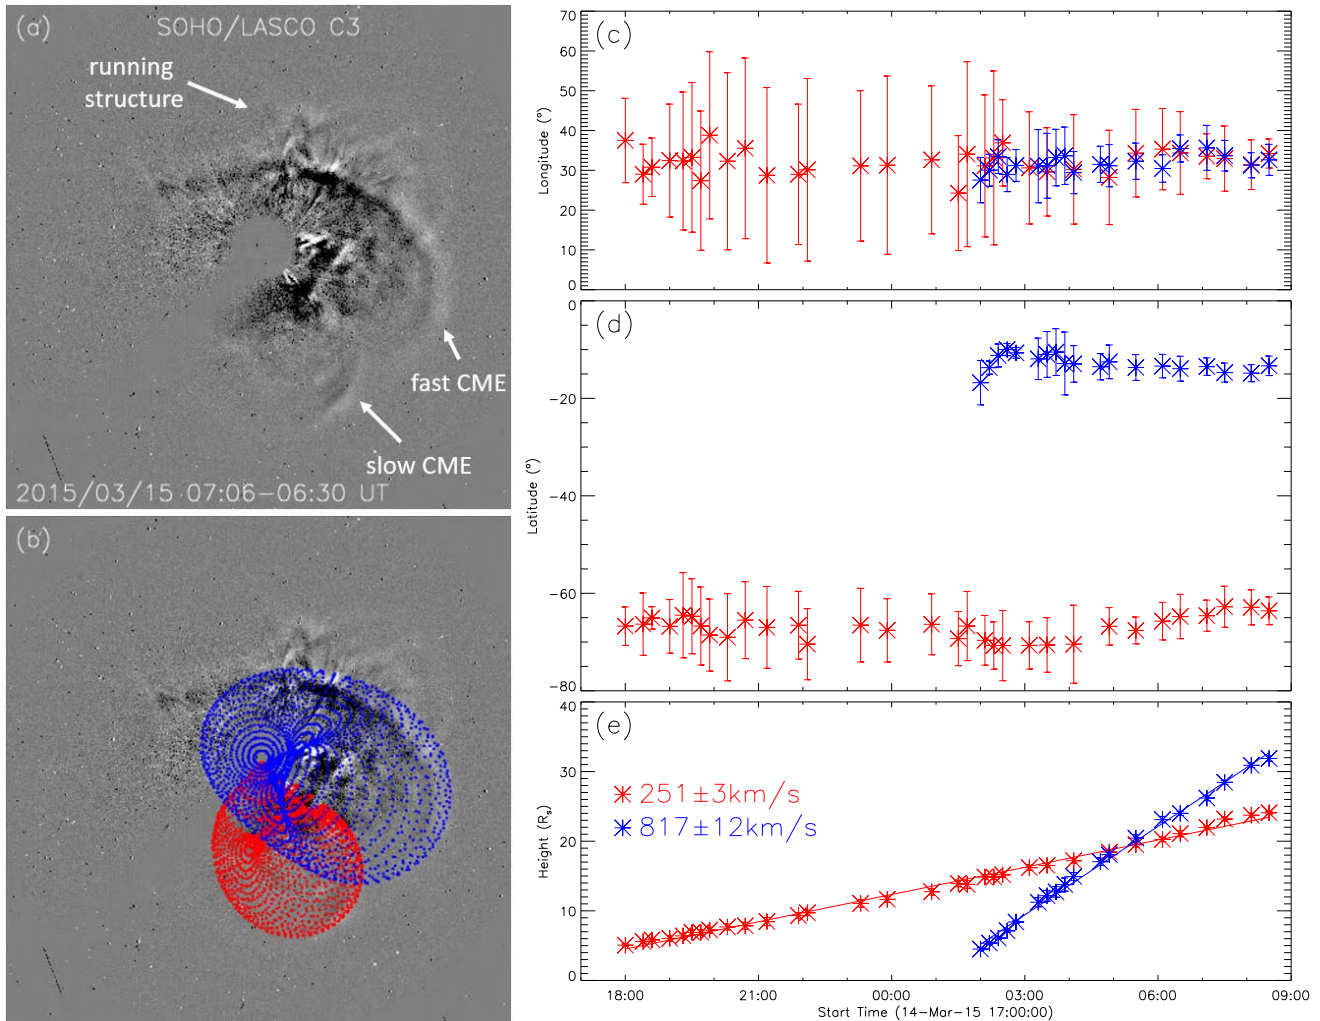 (a)
SOHO/LASCO C3
running
structure
fast CME
slow CME
2015/03/15 07:06-06:30 UT
(b)
(c)
70
60
50
40
30
20
10
0
Longitude (°)
(d)
0
-20
-40
-60
-80
Latitude (°)
(e)
40
30
20
10
0
Height (Rs)
251±3km/s
817±12km/s
18:00
21:00
00:00
03:00
06:00
09:00
Start Time (14-Mar-15 17:00:00)